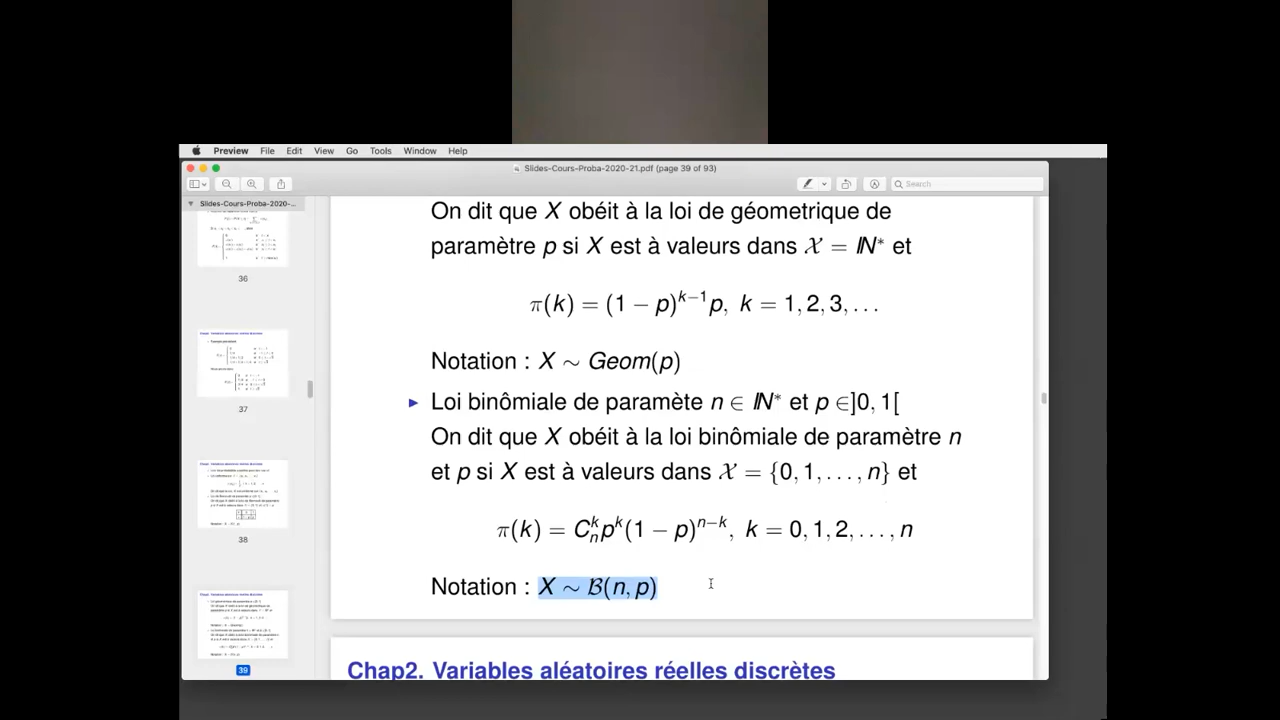 Preview File Edit View Go Tools Window Help
Slides-Cours-Proba-2020-21.pdf (page 39 of 93)
Search
Slides-Cours-Proba-2020-...
36
37
38
39
On dit que X obéit à la loi de géometrique de
paramètre p si X est à valeurs dans 𝒳 = ℕ* et
π(k) = (1 − p)^{k−1}p, k = 1, 2, 3, . . .
Notation : X ∼ Geom(p)
▶ Loi binômiale de paramète n ∈ ℕ* et p ∈]0, 1[
On dit que X obéit à la loi binômiale de paramètre n
et p si X est à valeurs dans 𝒳 = {0, 1, . . . , n} et
π(k) = C_n^k p^k(1 − p)^{n−k}, k = 0, 1, 2, . . . , n
Notation : X ∼ ℬ(n, p)
Chap2. Variables aléatoires réelles discrètes